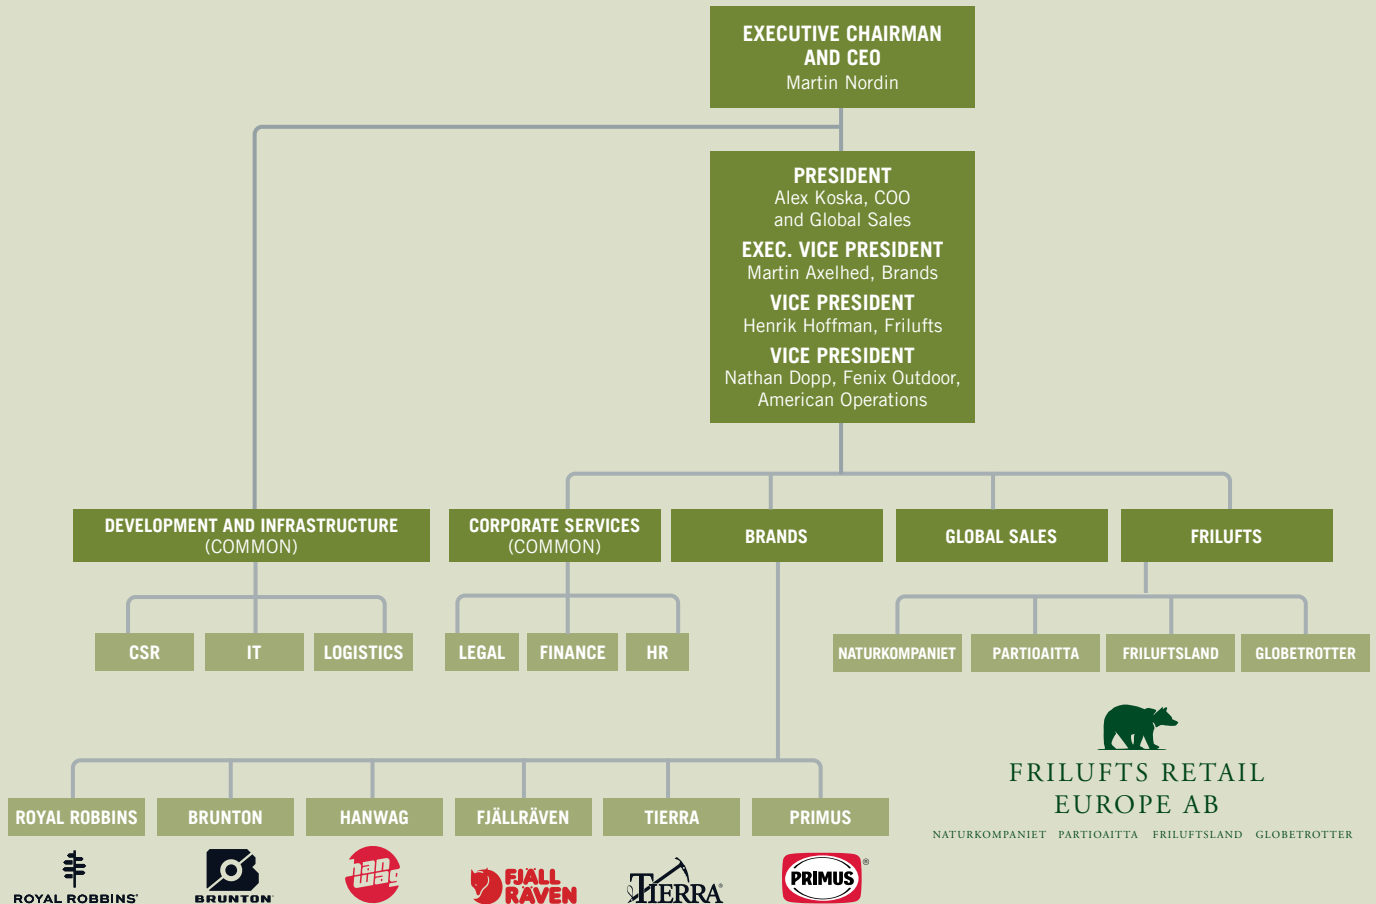 EXECUTIVE CHAIRMAN
AND CEO
Martin Nordin
PRESIDENT
Alex Koska, COO
and Global Sales
EXEC. VICE PRESIDENT
Martin Axelhed, Brands
VICE PRESIDENT
Henrik Hoffman, Frilufts
VICE PRESIDENT
Nathan Dopp, Fenix Outdoor,
American Operations
DEVELOPMENT AND INFRASTRUCTURE
(COMMON)
CORPORATE SERVICES
(COMMON)
BRANDS
GLOBAL SALES
FRILUFTS
CSR
IT
LOGISTICS
LEGAL
FINANCE
HR
NATURKOMPANIET
PARTIOAITTA
FRILUFTSLAND
GLOBETROTTER
FRILUFTS RETAIL
EUROPE AB
NATURKOMPANIET PARTIOAITTA FRILUFTSLAND GLOBETROTTER
ROYAL ROBBINS
BRUNTON
HANWAG
FJÄLLRÄVEN
TIERRA
PRIMUS
ROYAL ROBBINS®
BRUNTON
han
wag
FJÄLL
RÄVEN
TIERRA®
PRIMUS®